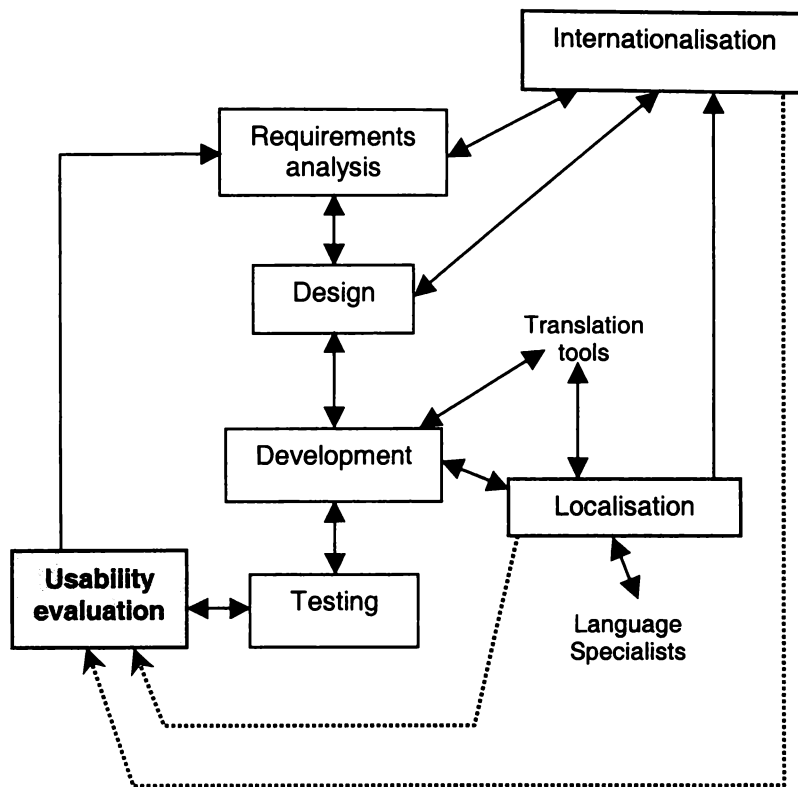 Internationalisation
Requirements
analysis
Design
Translation
tools
Development
Localisation
Usability
evaluation
Testing
Language
Specialists